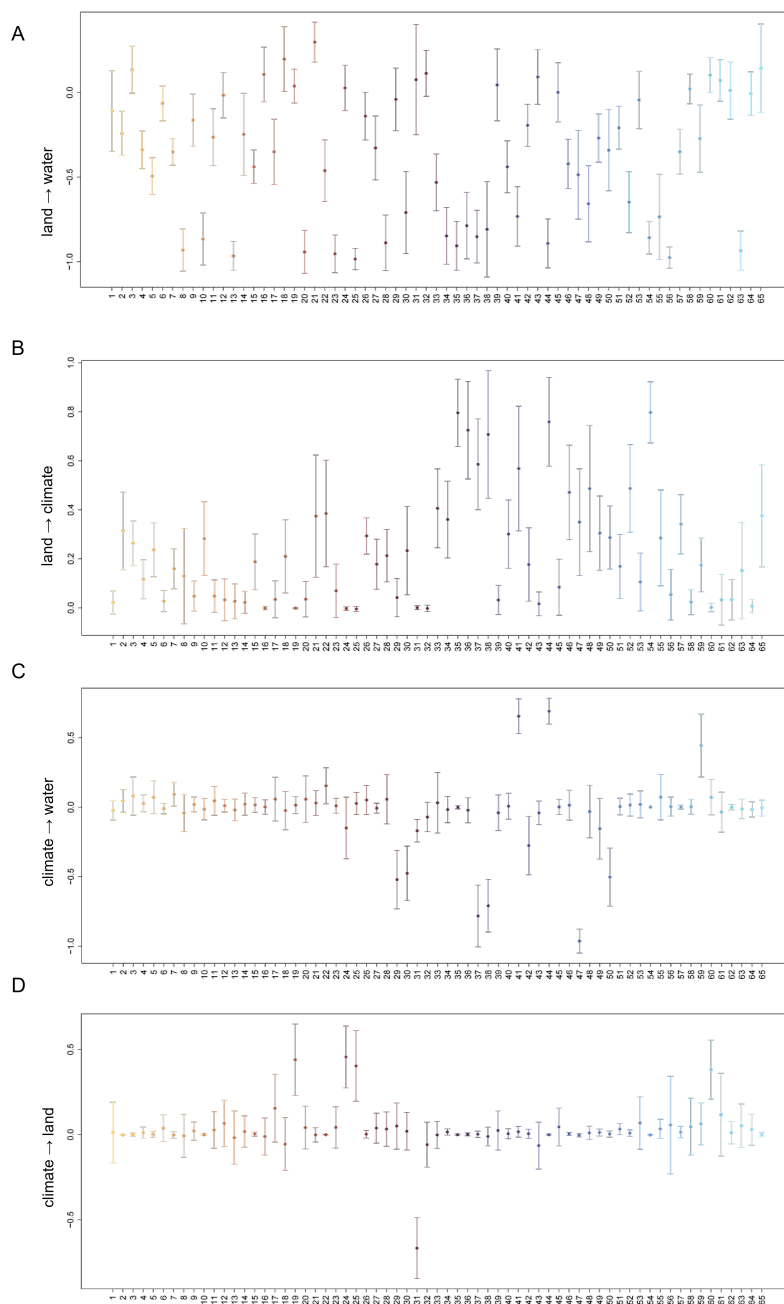 A
land → water
0.0
−0.5
−1.0
1 2 3 4 5 6 7 8 9 10 11 12 13 14 15 16 17 18 19 20 21 22 23 24 25 26 27 28 29 30 31 32 33 34 35 36 37 38 39 40 41 42 43 44 45 46 47 48 49 50 51 52 53 54 55 56 57 58 59 60 61 62 63 64 65
B
land → climate
1.0
0.8
0.6
0.4
0.2
0.0
1 2 3 4 5 6 7 8 9 10 11 12 13 14 15 16 17 18 19 20 21 22 23 24 25 26 27 28 29 30 31 32 33 34 35 36 37 38 39 40 41 42 43 44 45 46 47 48 49 50 51 52 53 54 55 56 57 58 59 60 61 62 63 64 65
C
climate → water
0.5
0.0
−0.5
−1.0
1 2 3 4 5 6 7 8 9 10 11 12 13 14 15 16 17 18 19 20 21 22 23 24 25 26 27 28 29 30 31 32 33 34 35 36 37 38 39 40 41 42 43 44 45 46 47 48 49 50 51 52 53 54 55 56 57 58 59 60 61 62 63 64 65
D
climate → land
0.5
0.0
−0.5
1 2 3 4 5 6 7 8 9 10 11 12 13 14 15 16 17 18 19 20 21 22 23 24 25 26 27 28 29 30 31 32 33 34 35 36 37 38 39 40 41 42 43 44 45 46 47 48 49 50 51 52 53 54 55 56 57 58 59 60 61 62 63 64 65